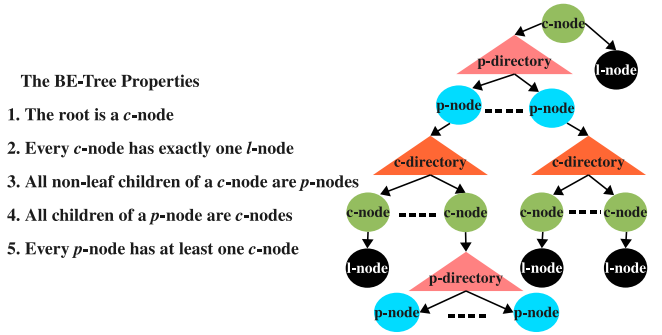 The BE-Tree Properties
1. The root is a c-node
2. Every c-node has exactly one l-node
3. All non-leaf children of a c-node are p-nodes
4. All children of a p-node are c-nodes
5. Every p-node has at least one c-node
c-node
p-directory
l-node
p-node
p-node
c-directory
c-directory
c-node
c-node
c-node
c-node
l-node
l-node
l-node
p-directory
p-node
p-node